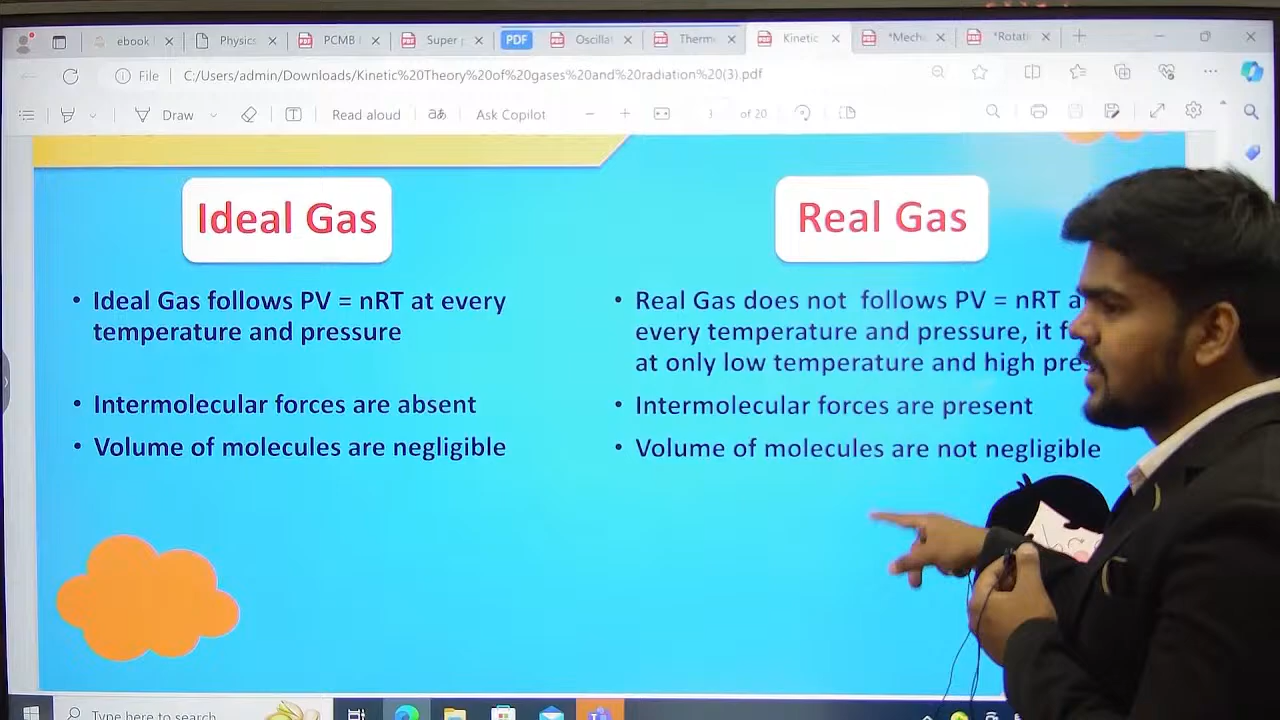 ebook
Physics
PCMB
Super
PDF
Oscilla
Therm
Kinetic
*Mech
*Rotati
File
C:/Users/admin/Downloads/Kinetic%20Theory%20of%20gases%20and%20radiation%20(3).pdf
Draw
Read aloud
Ask Copilot
of 20
Ideal Gas
• Ideal Gas follows PV = nRT at every
temperature and pressure
• Intermolecular forces are absent
• Volume of molecules are negligible
Real Gas
• Real Gas does not follows PV = nRT a
every temperature and pressure, it f
at only low temperature and high pre
• Intermolecular forces are present
• Volume of molecules are not negligible
Type here to search